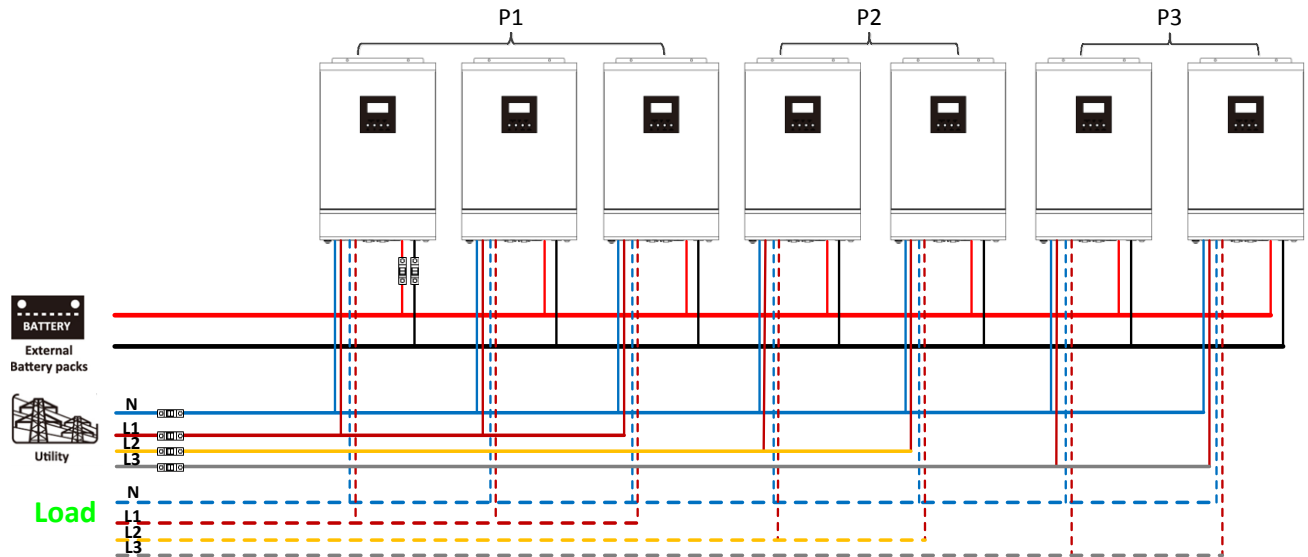 P1
P2
P3
BATTERY
External
Battery packs
Utility
N
L1
L2
L3
Load
N
L1
L2
L3